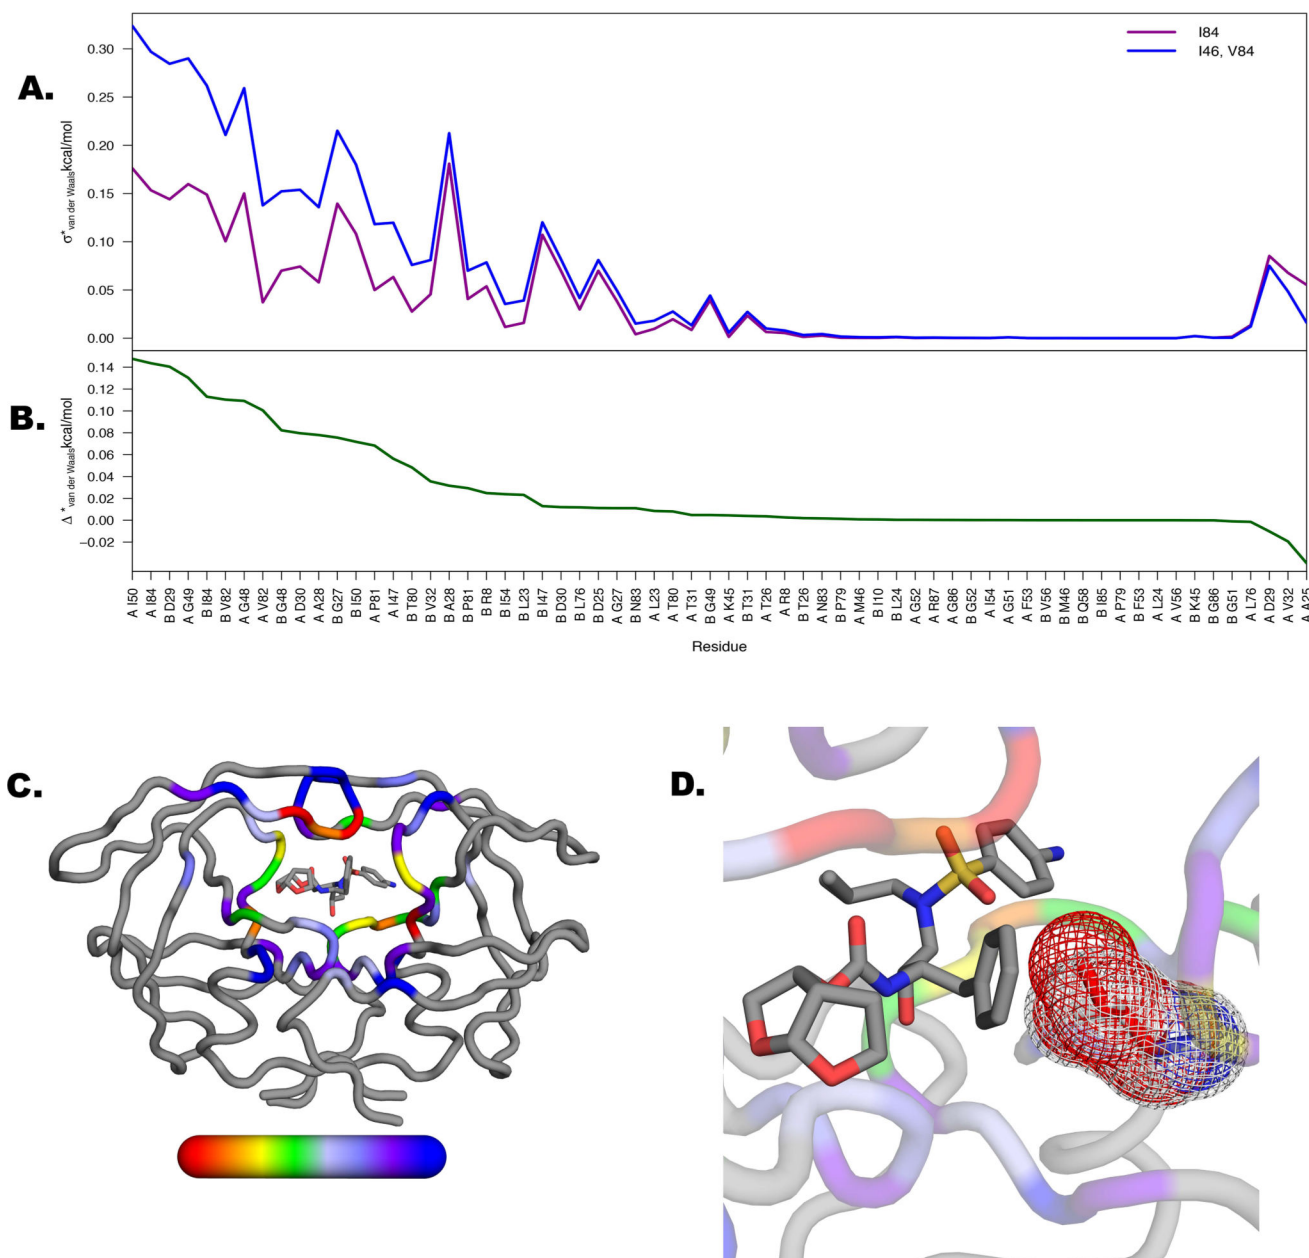 A.
I84
I46, V84
0.30
0.25
0.20
0.15
0.10
0.05
0.00
σ*van der Waals kcal/mol
B.
0.14
0.12
0.10
0.08
0.06
0.04
0.02
0.00
−0.02
Δ *van der Waals kcal/mol
A I50
A I84
B D29
A G49
B I84
B V82
A G48
A V82
B G48
A D30
A A28
B G27
B I50
A P81
A I47
B T80
B V32
B A28
B P81
B R8
B I54
B L23
B I47
B D30
B L76
B D25
A G27
B N83
A L23
A T80
A T31
B G49
A K45
B T31
A T26
A R8
B T26
A N83
B P79
A M46
B I10
B L24
A G52
A R87
A G86
B G52
A I54
A G51
A F53
B V56
B M46
B Q58
B I85
A P79
B F53
A L24
A V56
B K45
B G86
B G51
A L76
A D29
A V32
A A25
Residue
C.
D.